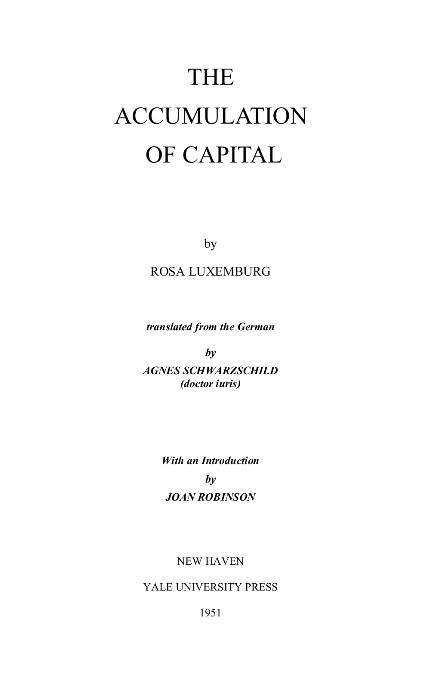 THE
ACCUMULATION
OF CAPITAL
by
ROSA LUXEMBURG
translated from the German
by
AGNES SCHWARZSCHILD
(doctor iuris)
With an Introduction
by
JOAN ROBINSON
NEW HAVEN
YALE UNIVERSITY PRESS
1951